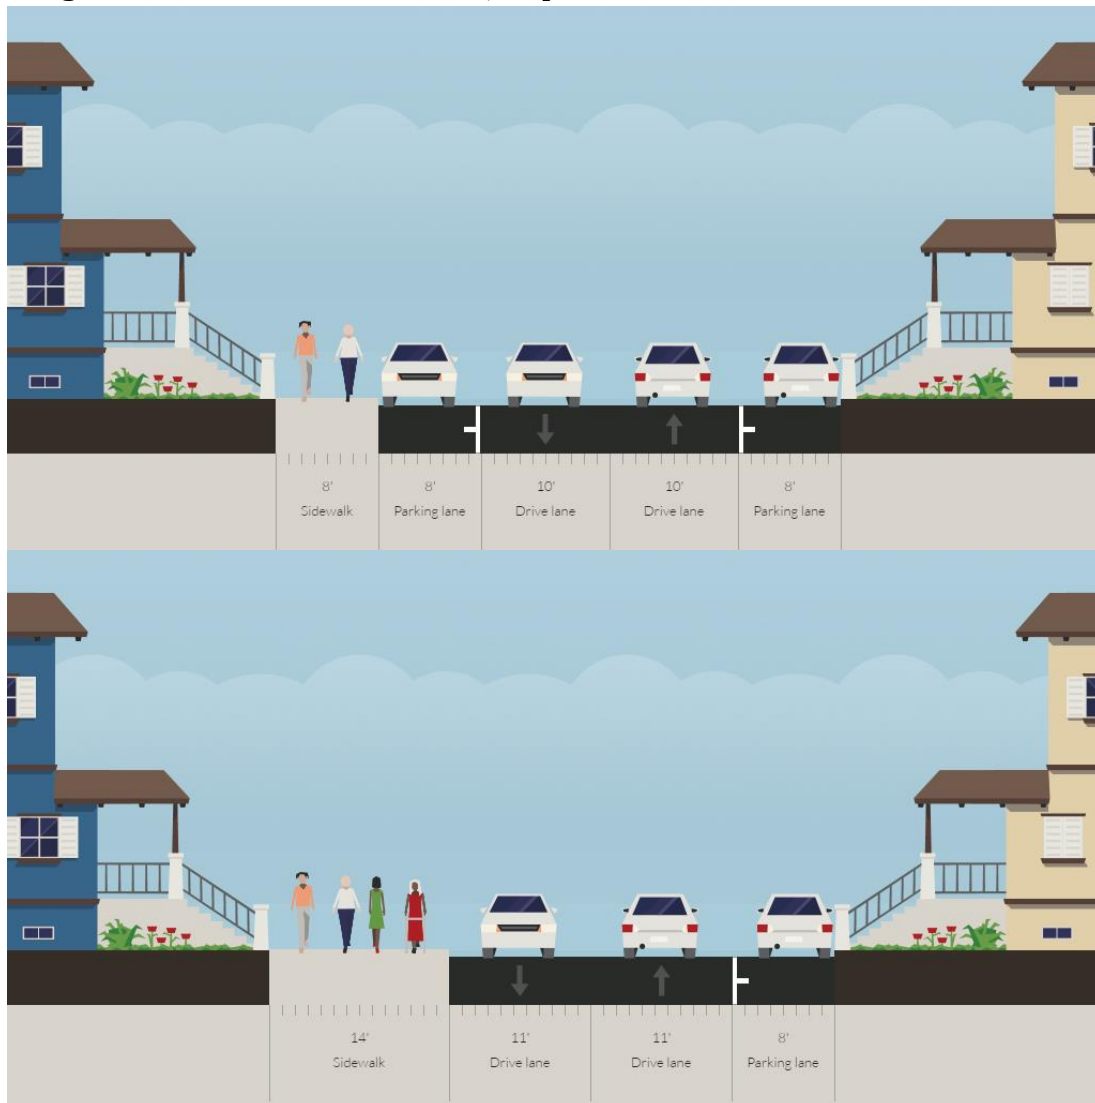 8' 8' 10' 10' 8'
Sidewalk Parking lane Drive lane Drive lane Parking lane
14' 11' 11' 8'
Sidewalk Drive lane Drive lane Parking lane